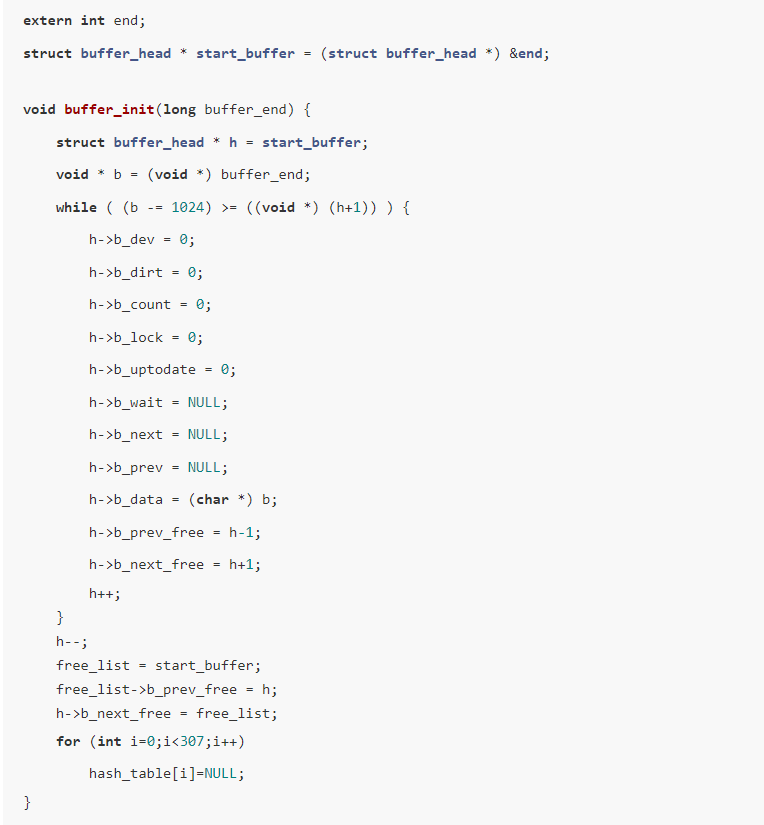 extern int end;
struct buffer_head * start_buffer = (struct buffer_head *) &end;
void buffer_init(long buffer_end) {
struct buffer_head * h = start_buffer;
void * b = (void *) buffer_end;
while ( (b -= 1024) >= ((void *) (h+1)) ) {
h->b_dev = 0;
h->b_dirt = 0;
h->b_count = 0;
h->b_lock = 0;
h->b_uptodate = 0;
h->b_wait = NULL;
h->b_next = NULL;
h->b_prev = NULL;
h->b_data = (char *) b;
h->b_prev_free = h-1;
h->b_next_free = h+1;
h++;
}
h--;
free_list = start_buffer;
free_list->b_prev_free = h;
h->b_next_free = free_list;
for (int i=0;i<307;i++)
hash_table[i]=NULL;
}